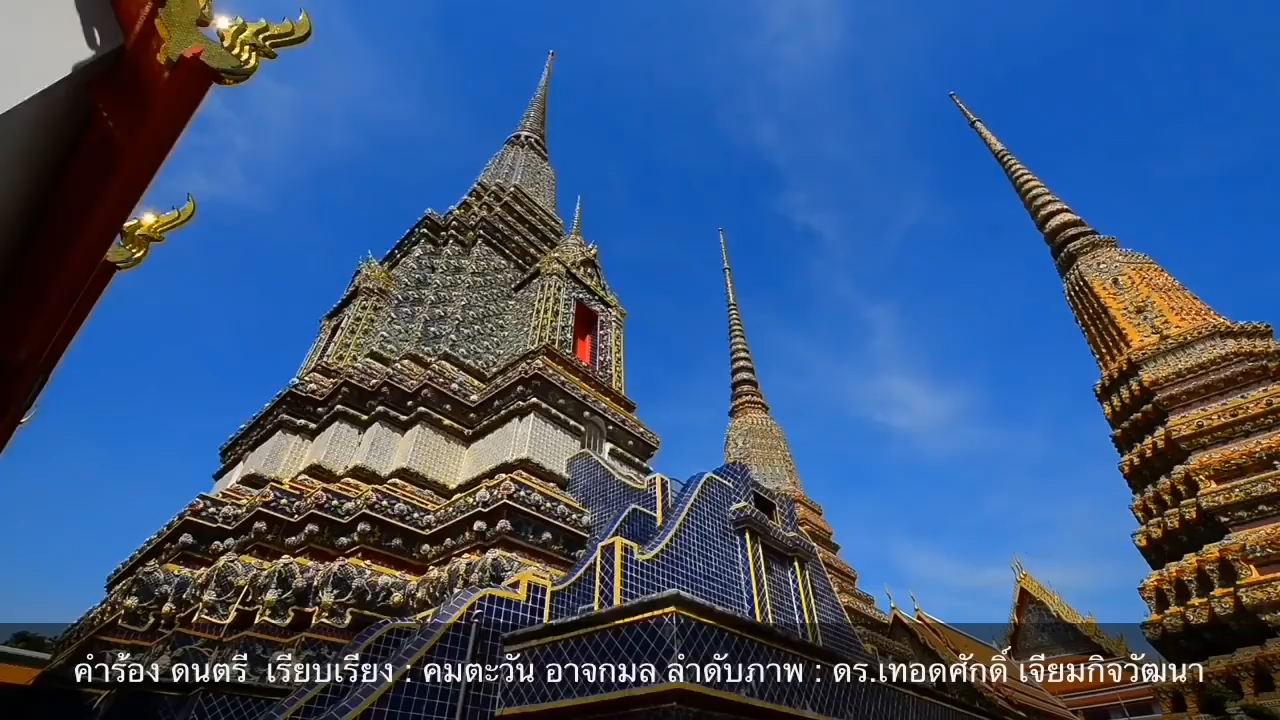 คำร้อง ดนตรี  เรียบเรียง : คมตะวัน อาจกมล ลำดับภาพ : ดร.เทอดศักดิ์ เจียมกิจวัฒนา